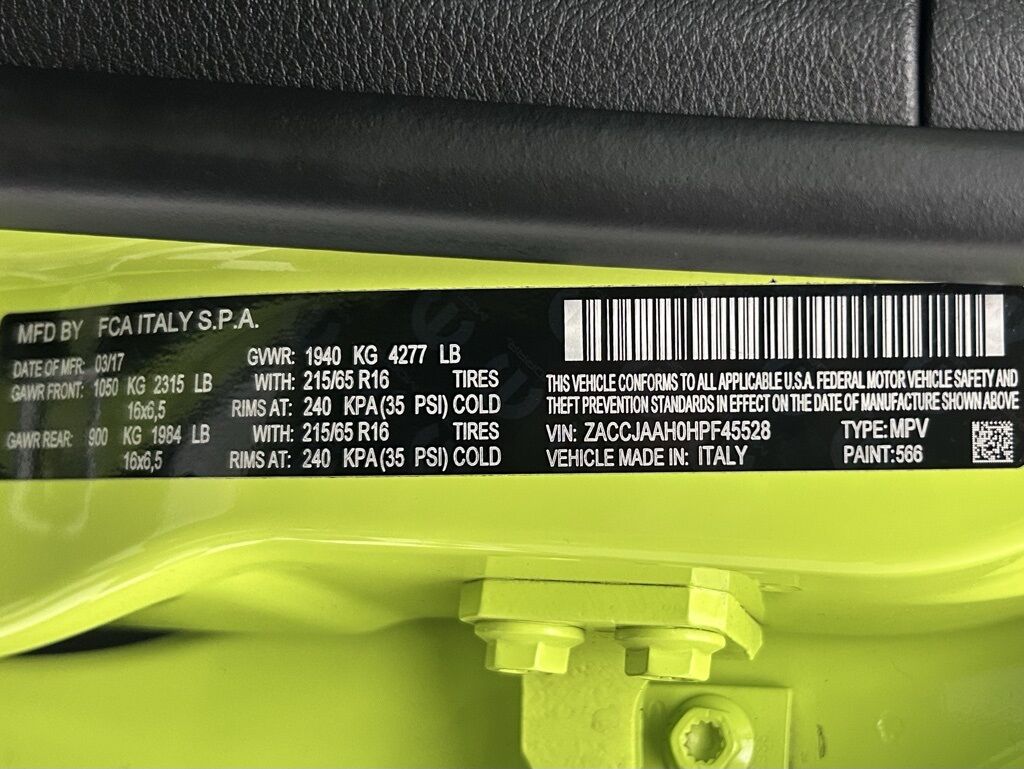 MFD BY FCA ITALY S.P.A.
DATE OF MFR: 03/17 GVWR: 1940 KG 4277 LB
GAWR FRONT: 1050 KG 2315 LB WITH: 215/65 R16 TIRES
16x6,5 RIMS AT: 240 KPA(35 PSI) COLD
GAWR REAR: 900 KG 1984 LB WITH: 215/65 R16 TIRES
16x6,5 RIMS AT: 240 KPA(35 PSI) COLD
THIS VEHICLE CONFORMS TO ALL APPLICABLE U.S.A. FEDERAL MOTOR VEHICLE SAFETY AND
THEFT PREVENTION STANDARDS IN EFFECT ON THE DATE OF MANUFACTURE SHOWN ABOVE
VIN: ZACCJAAH0HPF45528 TYPE:MPV
VEHICLE MADE IN: ITALY PAINT:566